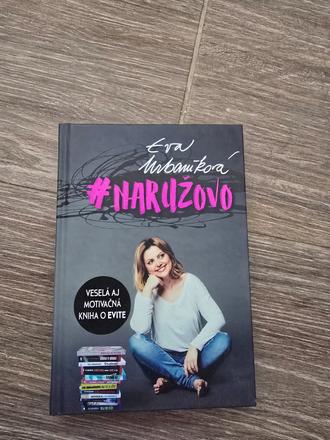 Eva
Urbaníková
#NARUŽOVO
VESELÁ AJ
MOTIVAČNÁ
KNIHA O EVITE